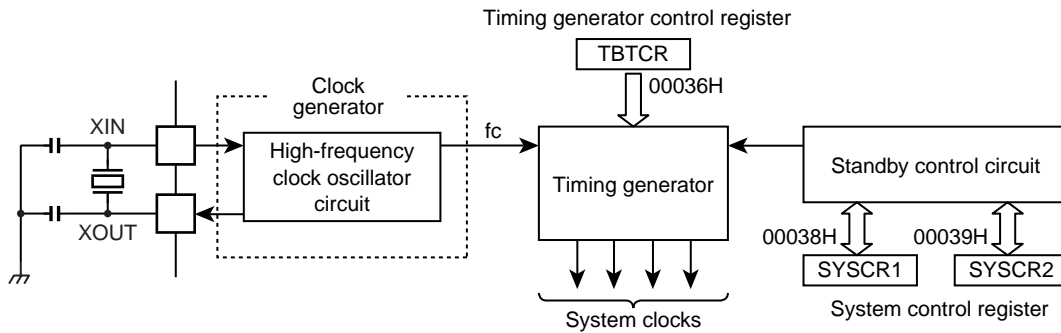 Timing generator control register
TBTCR
00036H
Clock
generator
XIN
High-frequency
clock oscillator
circuit
fc
Timing generator
Standby control circuit
XOUT
00038H
00039H
SYSCR1
SYSCR2
System clocks
System control register